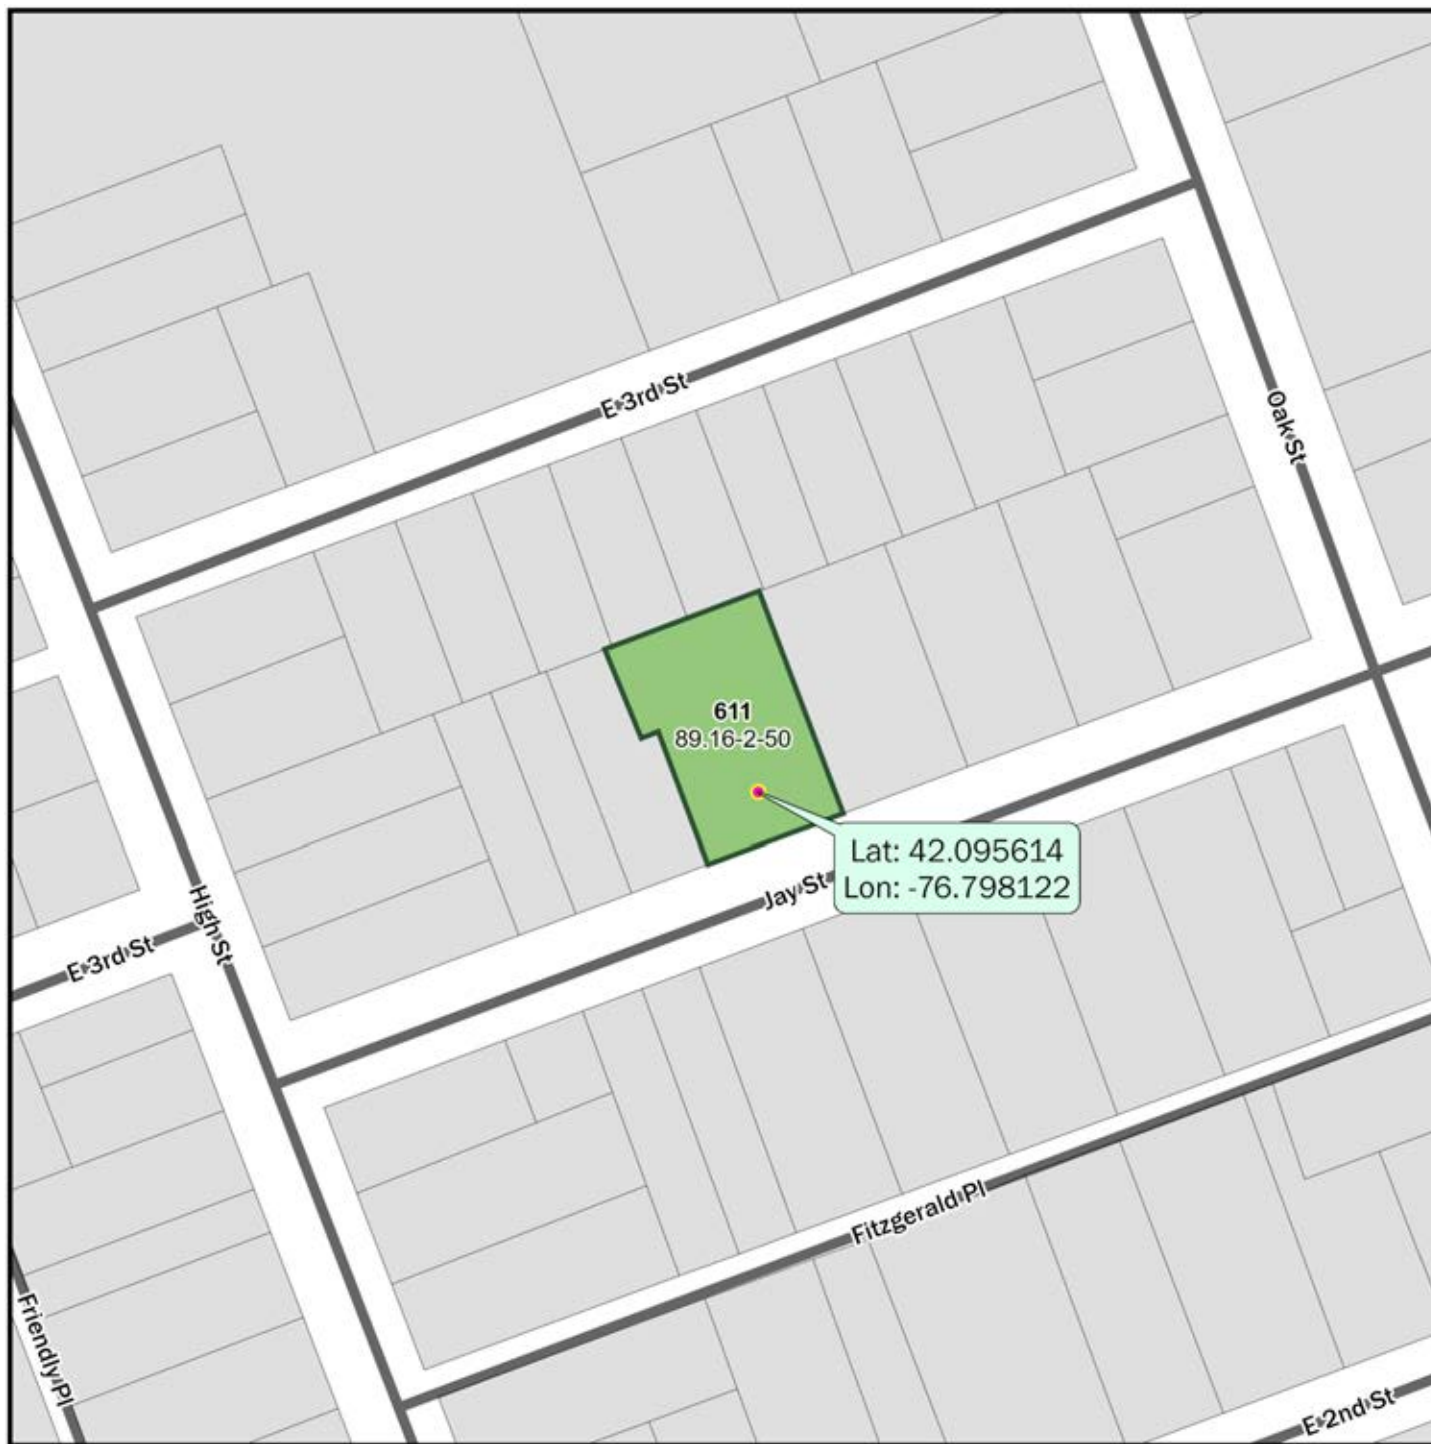 E 3rd St
Oak St
611
89.16-2-50
Lat: 42.095614
Lon: -76.798122
Jay St
High St
E 3rd St
Fitzgerald Pl
Friendly Pl
E 2nd St